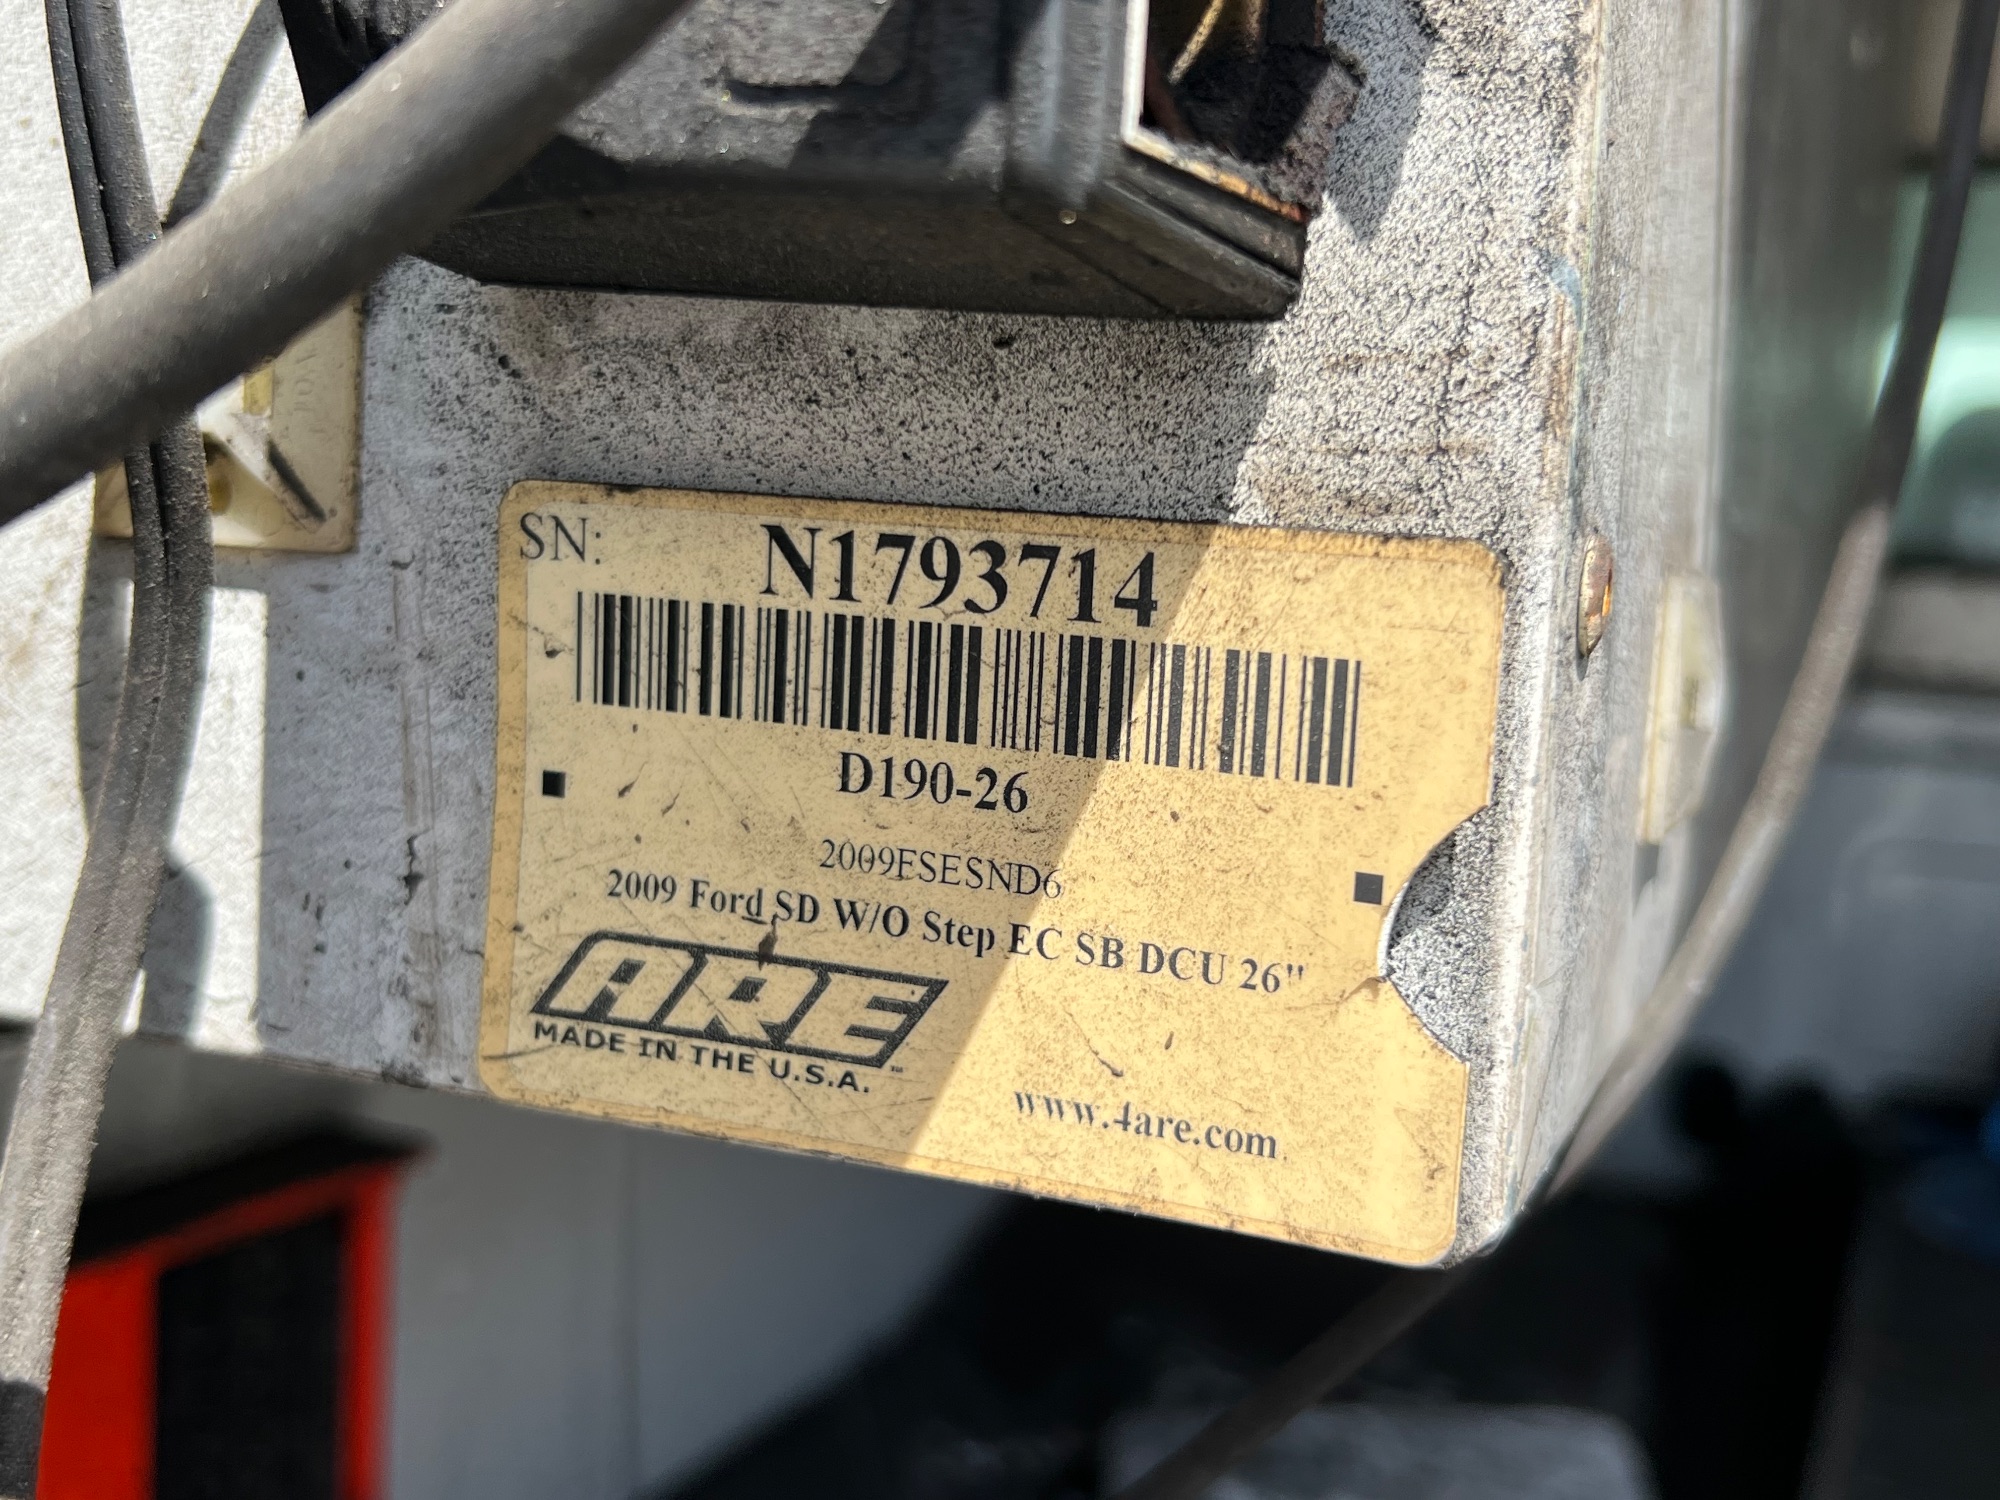 SN: N1793714
D190-26
2009FSESND6
2009 Ford SD W/O Step EC SB DCU 26"
ARE
MADE IN THE U.S.A.
www.4are.com